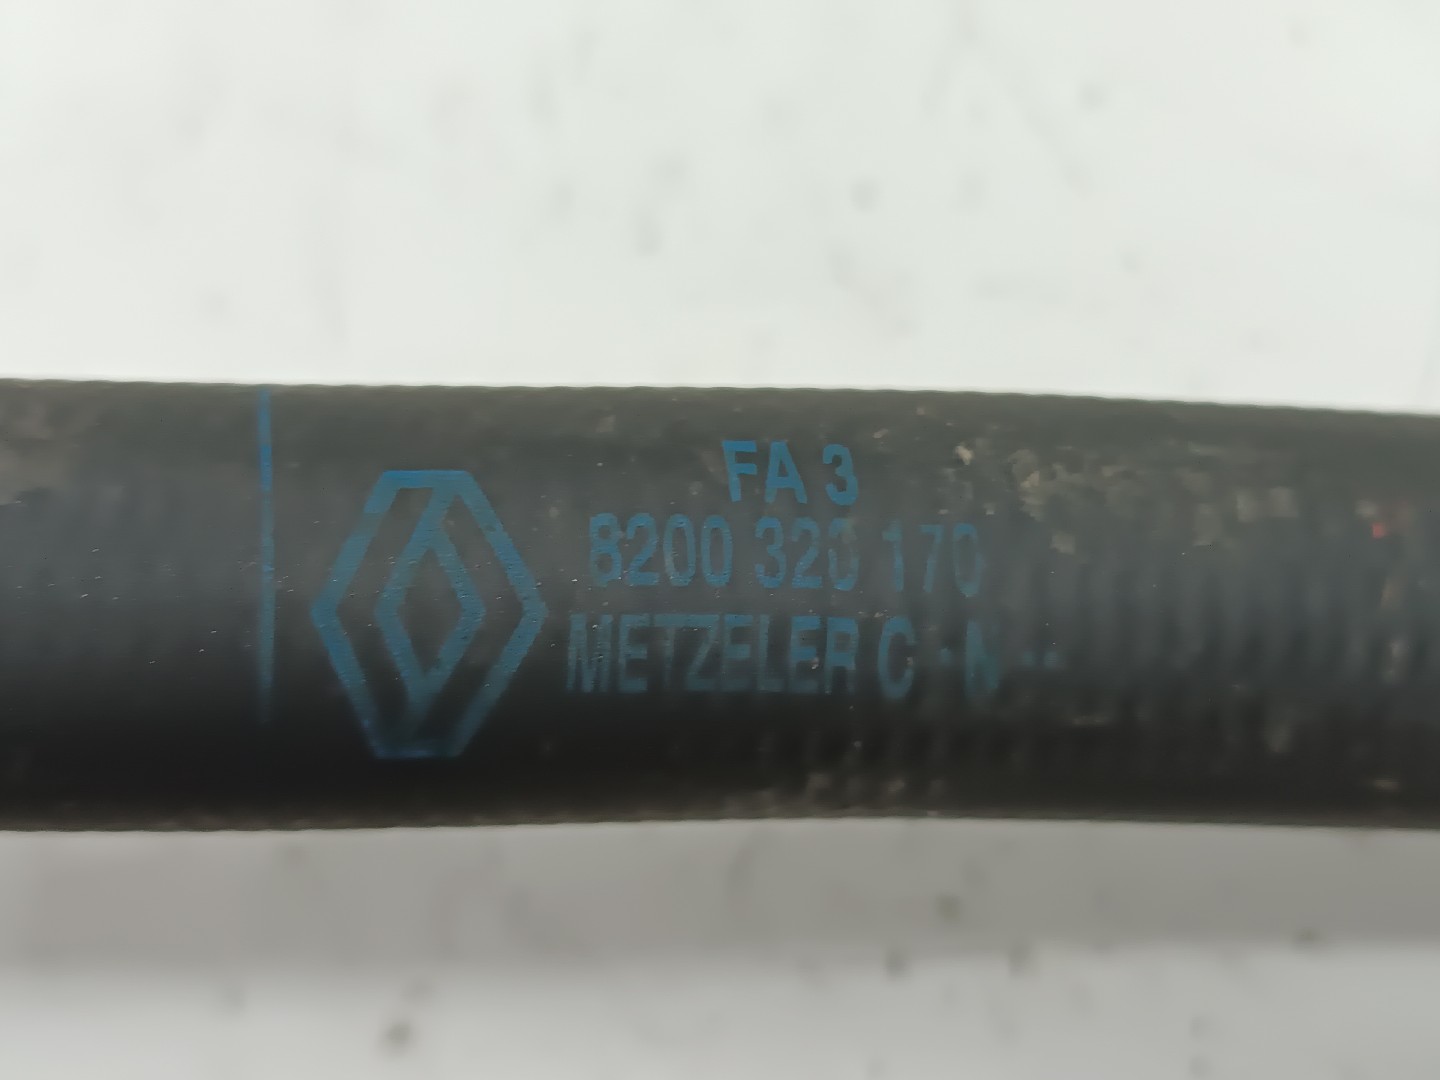 FA 3
8200 320 170
METZELER C - N --